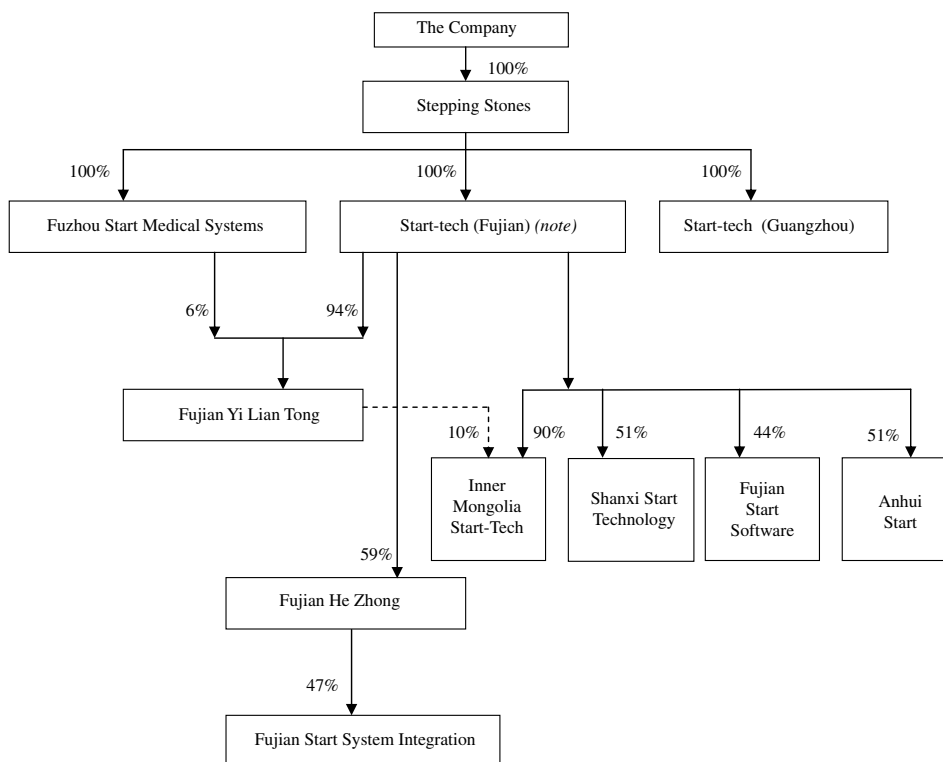 The Company
100%
Stepping Stones
100%
100%
100%
Fuzhou Start Medical Systems
Start-tech (Fujian) (note)
Start-tech (Guangzhou)
6%
94%
Fujian Yi Lian Tong
10%
90%
51%
44%
51%
Inner
Mongolia
Start-Tech
Shanxi Start
Technology
Fujian
Start
Software
Anhui
Start
59%
Fujian He Zhong
47%
Fujian Start System Integration